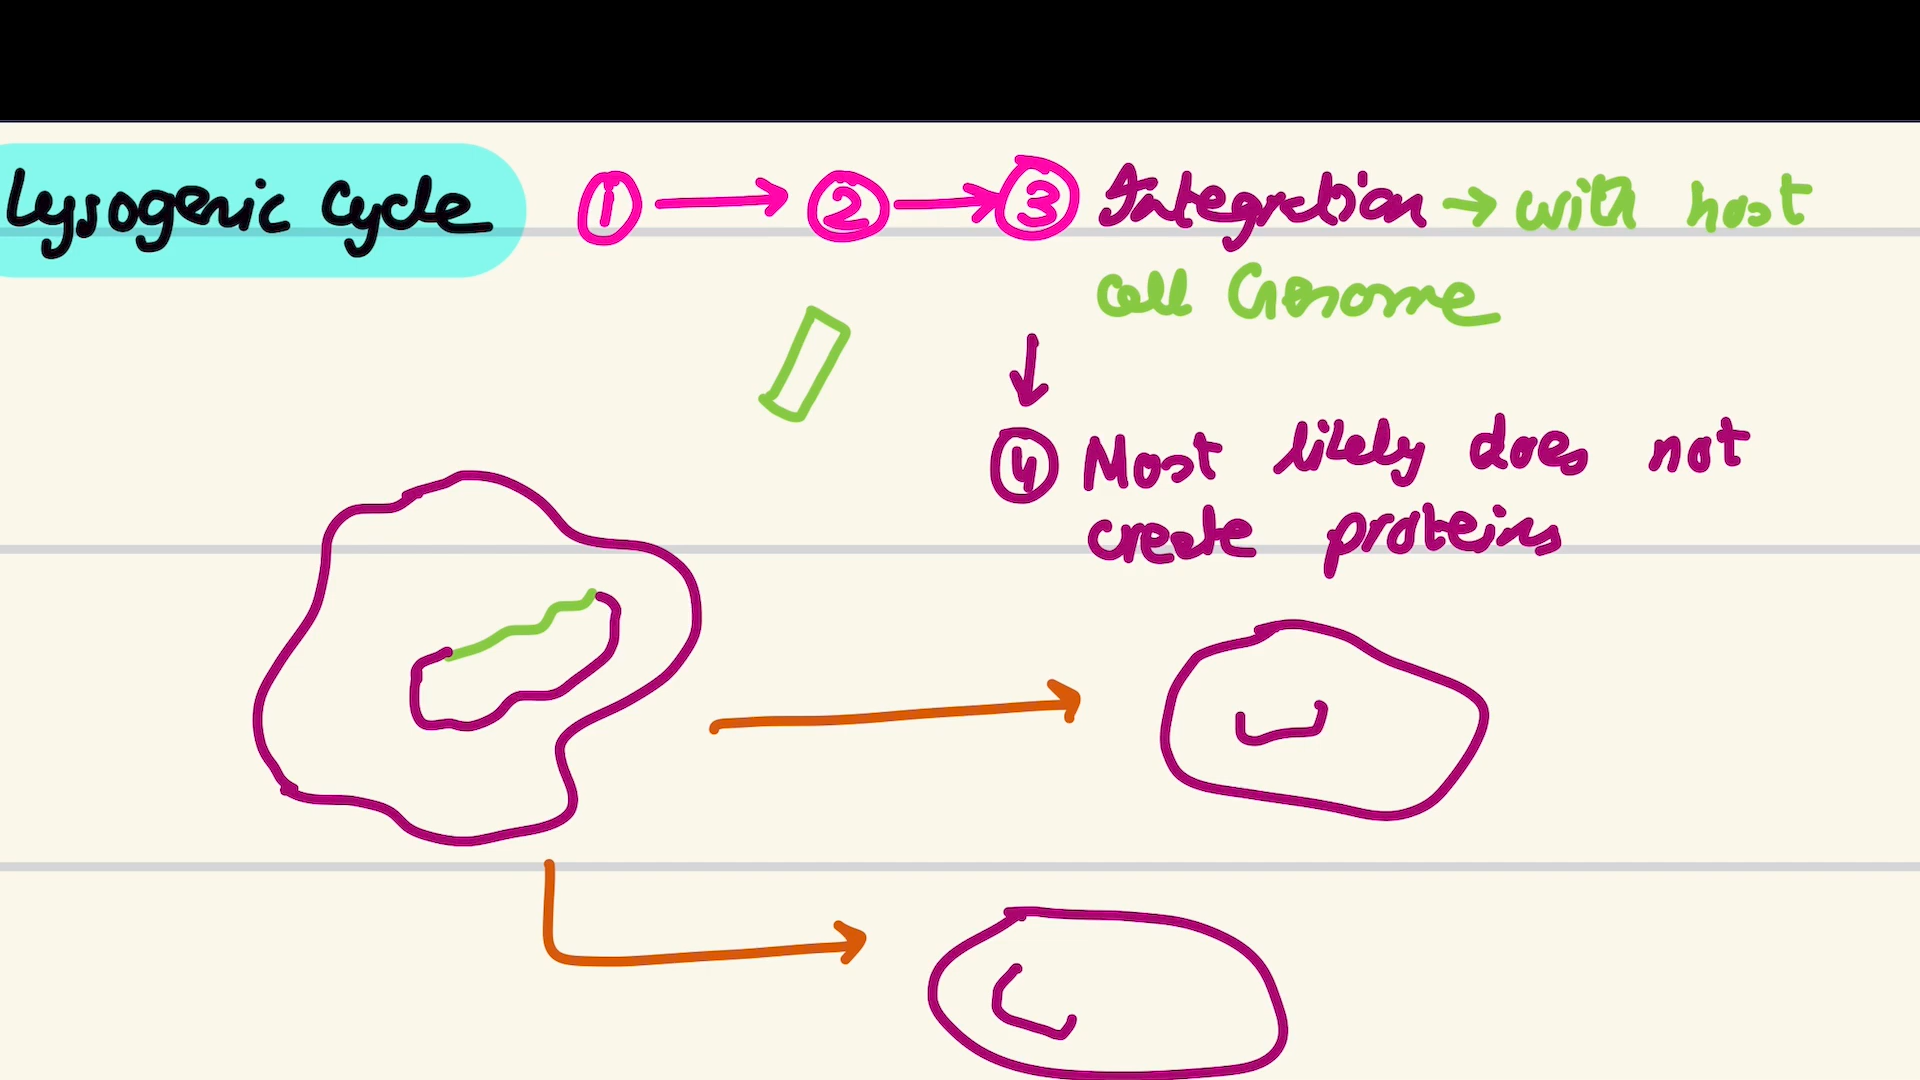 Lysogenic Cycle ① → ② → ③ Integration → with host
cell Genome
④ Most likely does not
create proteins